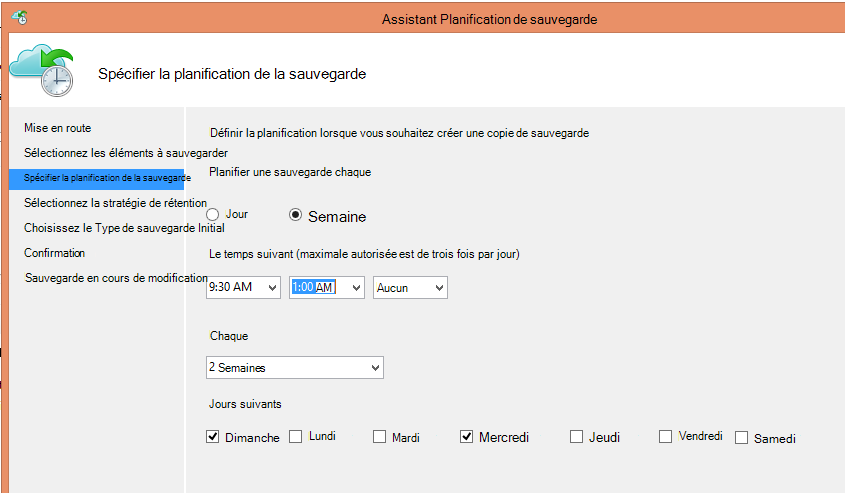 Assistant Planification de sauvegarde
Spécifier la planification de la sauvegarde
Mise en route
Sélectionnez les éléments à sauvegarder
Spécifier la planification de la sauvegarde
Sélectionnez la stratégie de rétention
Choisissez le Type de sauvegarde Initial
Confirmation
Sauvegarde en cours de modification
Définir la planification lorsque vous souhaitez créer une copie de sauvegarde
Planifier une sauvegarde chaque
Jour Semaine
Le temps suivant (maximale autorisée est de trois fois par jour)
9:30 AM 1:00 AM Aucun
Chaque
2 Semaines
Jours suivants
Dimanche Lundi Mardi Mercredi Jeudi Vendredi Samedi